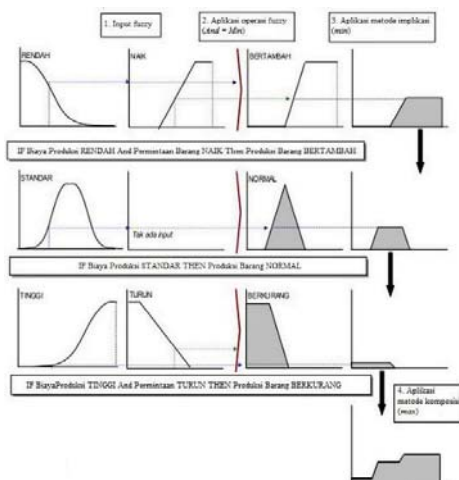 1. Input fuzzy
2. Aplikasi operasi fuzzy
(And = Min)
3. Aplikasi metode implikasi
(min)
RENDAH
NAIK
BERTAMBAH
IF Biaya Produksi RENDAH And Permintaan Barang NAIK Then Produksi Barang BERTAMBAH
STANDAR
NORMAL
Tak ada input
IF Biaya Produksi STANDAR THEN Produksi Barang NORMAL
TINGGI
TURUN
BERKURANG
IF BiayaProduksi TINGGI And Permintaan TURUN THEN Produksi Barang BERKURANG
4. Aplikasi
metode komposisi
(max)